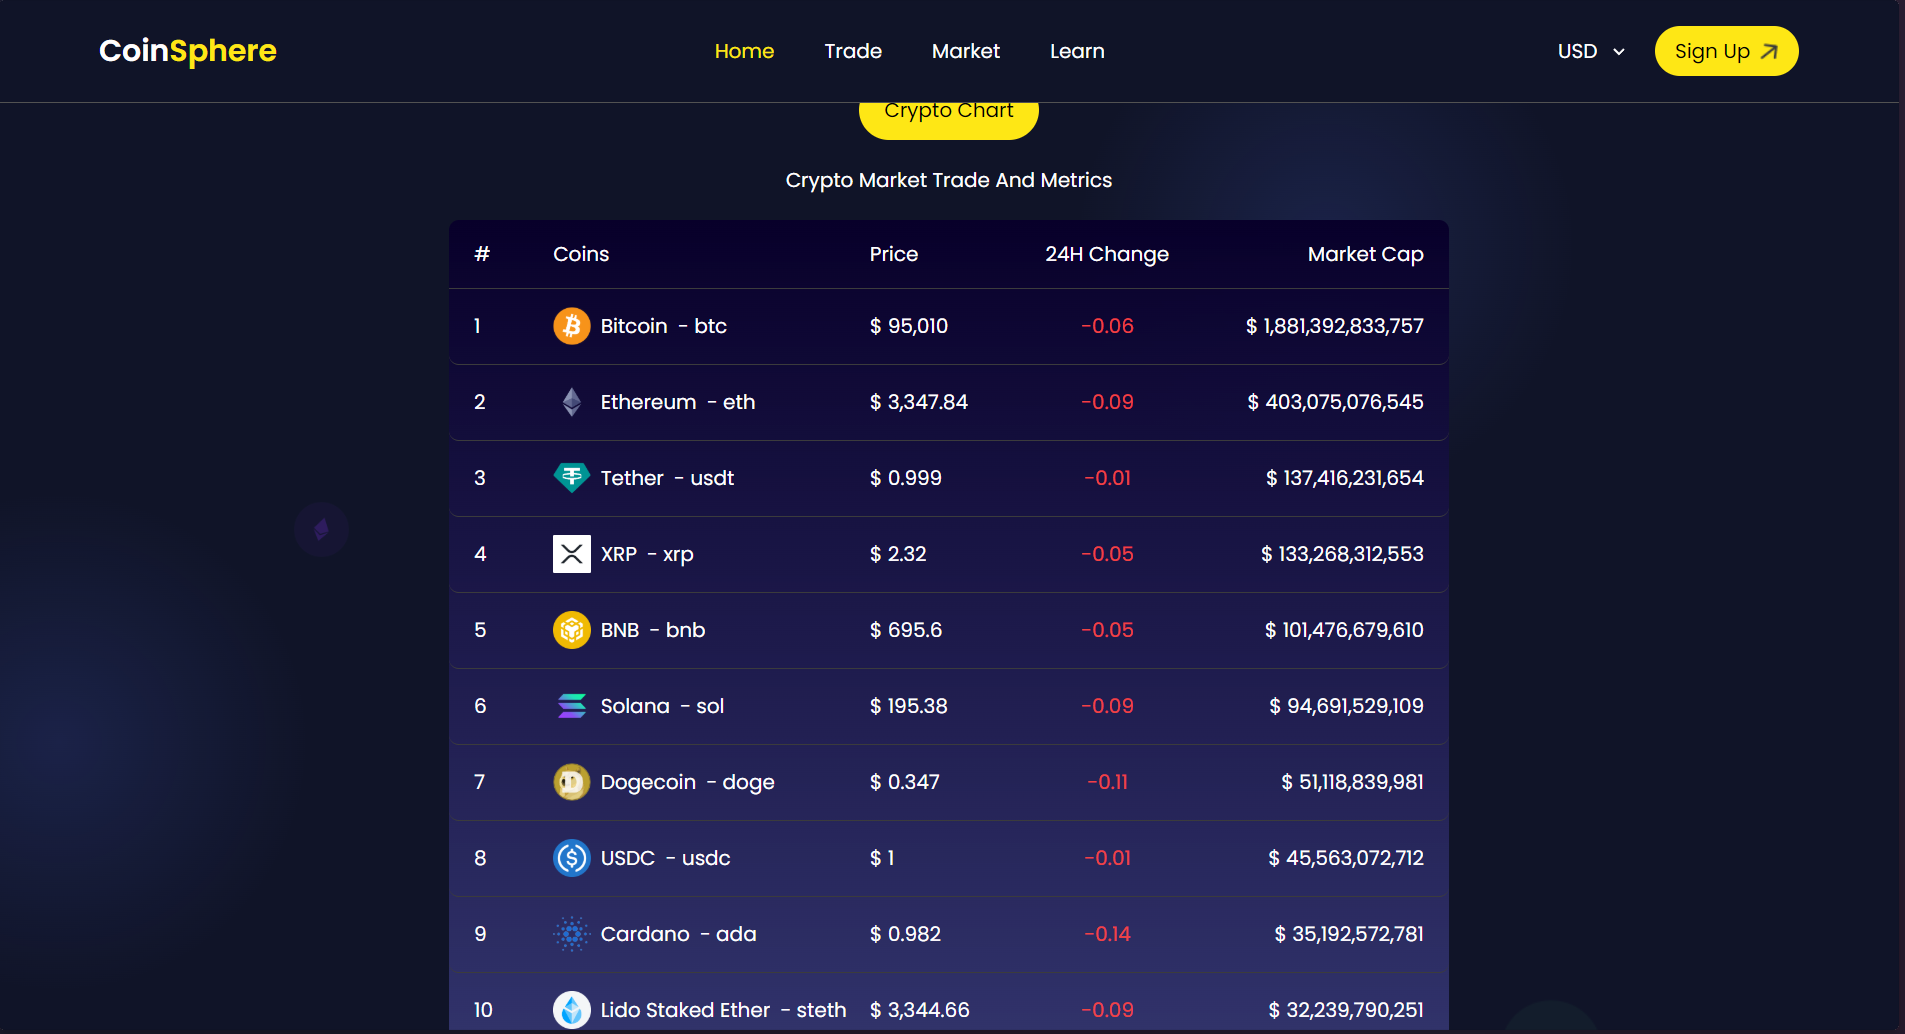 CoinSphere Home Trade Market Learn USD Sign Up
Crypto Chart
Crypto Market Trade And Metrics
# Coins Price 24H Change Market Cap
1 Bitcoin - btc $ 95,010 -0.06 $ 1,881,392,833,757
2 Ethereum - eth $ 3,347.84 -0.09 $ 403,075,076,545
3 Tether - usdt $ 0.999 -0.01 $ 137,416,231,654
4 XRP - xrp $ 2.32 -0.05 $ 133,268,312,553
5 BNB - bnb $ 695.6 -0.05 $ 101,476,679,610
6 Solana - sol $ 195.38 -0.09 $ 94,691,529,109
7 Dogecoin - doge $ 0.347 -0.11 $ 51,118,839,981
8 USDC - usdc $ 1 -0.01 $ 45,563,072,712
9 Cardano - ada $ 0.982 -0.14 $ 35,192,572,781
10 Lido Staked Ether - steth $ 3,344.66 -0.09 $ 32,239,790,251